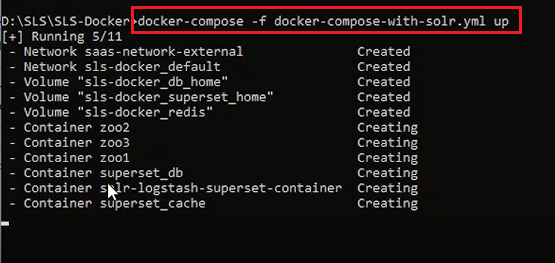 D:\SLS\SLS-Docker>docker-compose -f docker-compose-with-solr.yml up
[+] Running 5/11
- Network saas-network-external Created
- Network sls-docker_default Created
- Volume "sls-docker_db_home" Created
- Volume "sls-docker_superset_home" Created
- Volume "sls-docker_redis" Created
- Container zoo2 Creating
- Container zoo3 Creating
- Container zoo1 Creating
- Container superset_db Creating
- Container solr-logstash-superset-container Creating
- Container superset_cache Creating